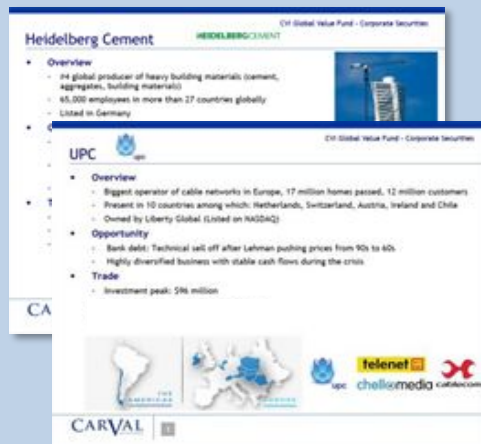 CVI Global Value Fund - Corporate Securities
Heidelberg Cement
HEIDELBERGCEMENT
• Overview
- #4 global producer of heavy building materials (cement,
aggregates, building materials)
- 65,000 employees in more than 27 countries globally
- Listed in Germany
CVI Global Value Fund - Corporate Securities
UPC
upc
• Overview
- Biggest operator of cable networks in Europe, 17 million homes passed, 12 million customers
- Present in 10 countries among which: Netherlands, Switzerland, Austria, Ireland and Chile
- Owned by Liberty Global (Listed on NASDAQ)
• Opportunity
- Bank debt: Technical sell off after Lehman pushing prices from 90s to 60s
- Highly diversified business with stable cash flows during the crisis
• Trade
- Investment peak: $96 million
THE
AMERICAS
EUROPE
upc
telenet
chellomedia
cablecom
CARVAL